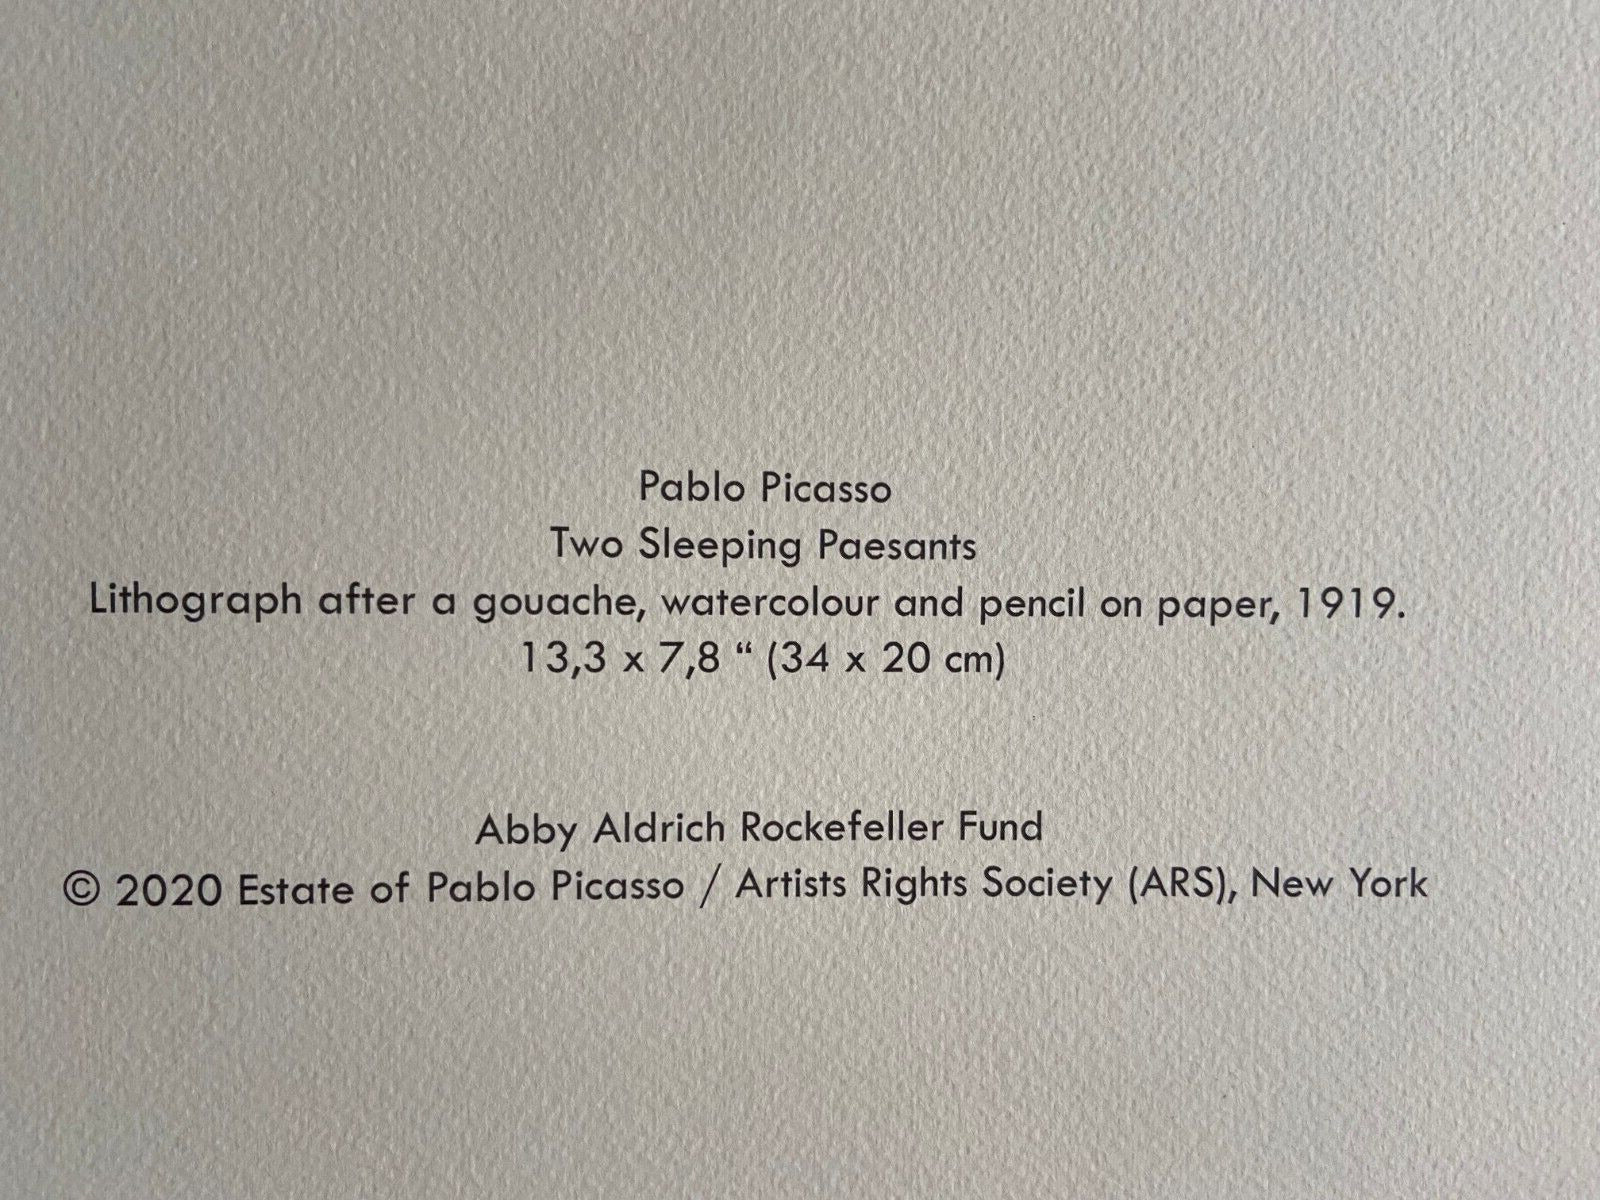 Pablo Picasso
Two Sleeping Paesants
Lithograph after a gouache, watercolour and pencil on paper, 1919.
13,3 x 7,8 “ (34 x 20 cm)
Abby Aldrich Rockefeller Fund
© 2020 Estate of Pablo Picasso / Artists Rights Society (ARS), New York